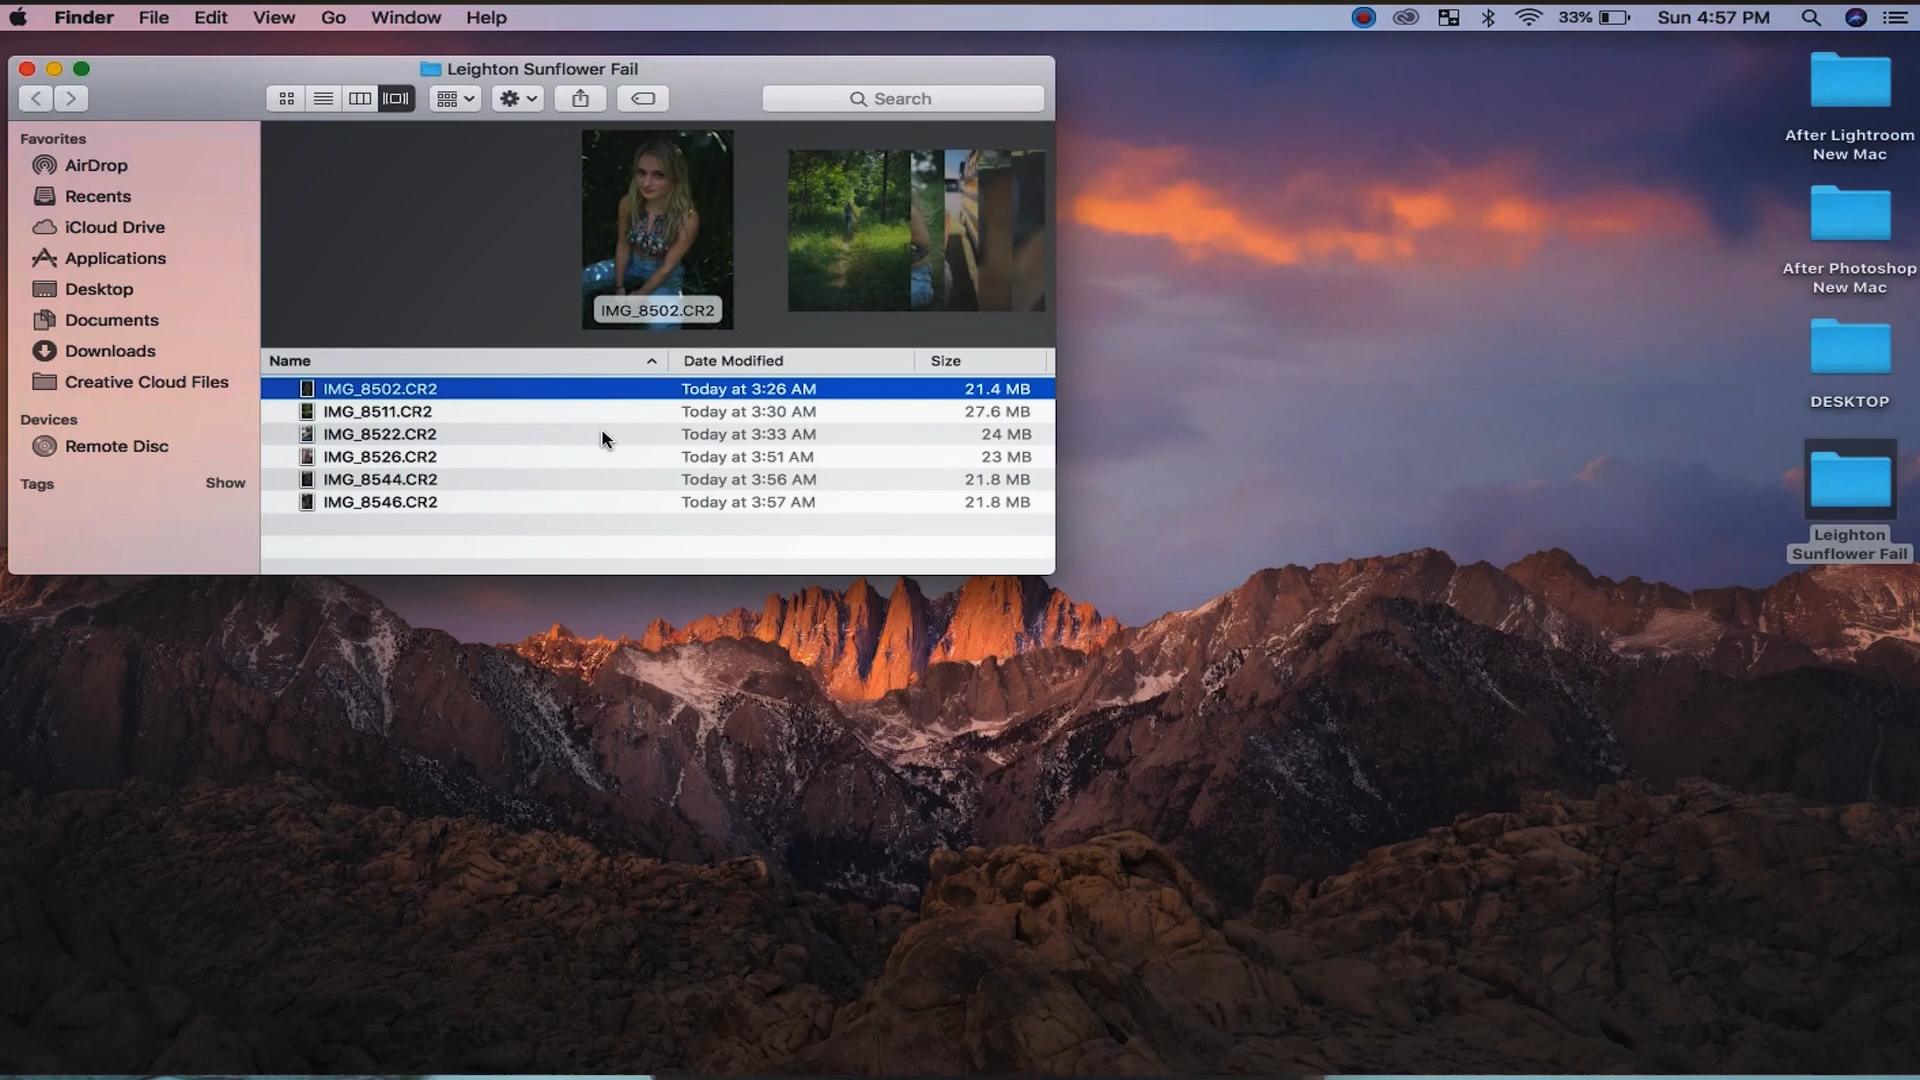 Finder File Edit View Go Window Help 33% Sun 4:57 PM
Leighton Sunflower Fail
Search
Favorites
AirDrop
Recents
iCloud Drive
Applications
Desktop
Documents
Downloads
Creative Cloud Files
Devices
Remote Disc
Tags Show
IMG_8502.CR2
Name Date Modified Size
IMG_8502.CR2 Today at 3:26 AM 21.4 MB
IMG_8511.CR2 Today at 3:30 AM 27.6 MB
IMG_8522.CR2 Today at 3:33 AM 24 MB
IMG_8526.CR2 Today at 3:51 AM 23 MB
IMG_8544.CR2 Today at 3:56 AM 21.8 MB
IMG_8546.CR2 Today at 3:57 AM 21.8 MB
After Lightroom
New Mac
After Photoshop
New Mac
DESKTOP
Leighton
Sunflower Fail